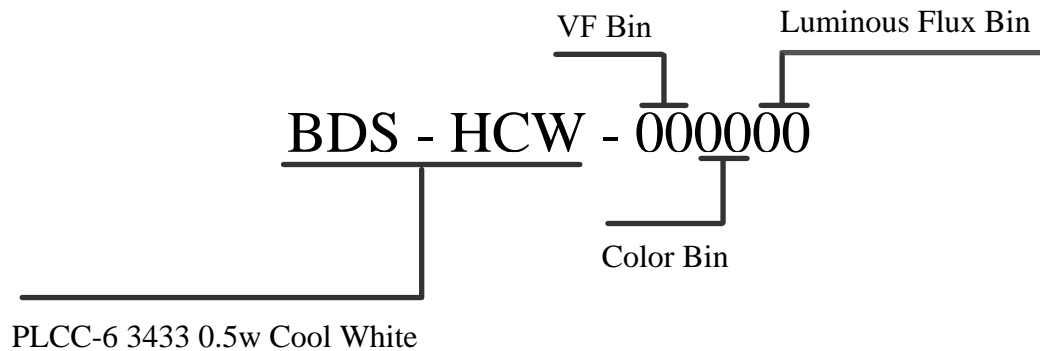 VF Bin
Luminous Flux Bin
BDS - HCW - 000000
Color Bin
PLCC-6 3433 0.5w Cool White